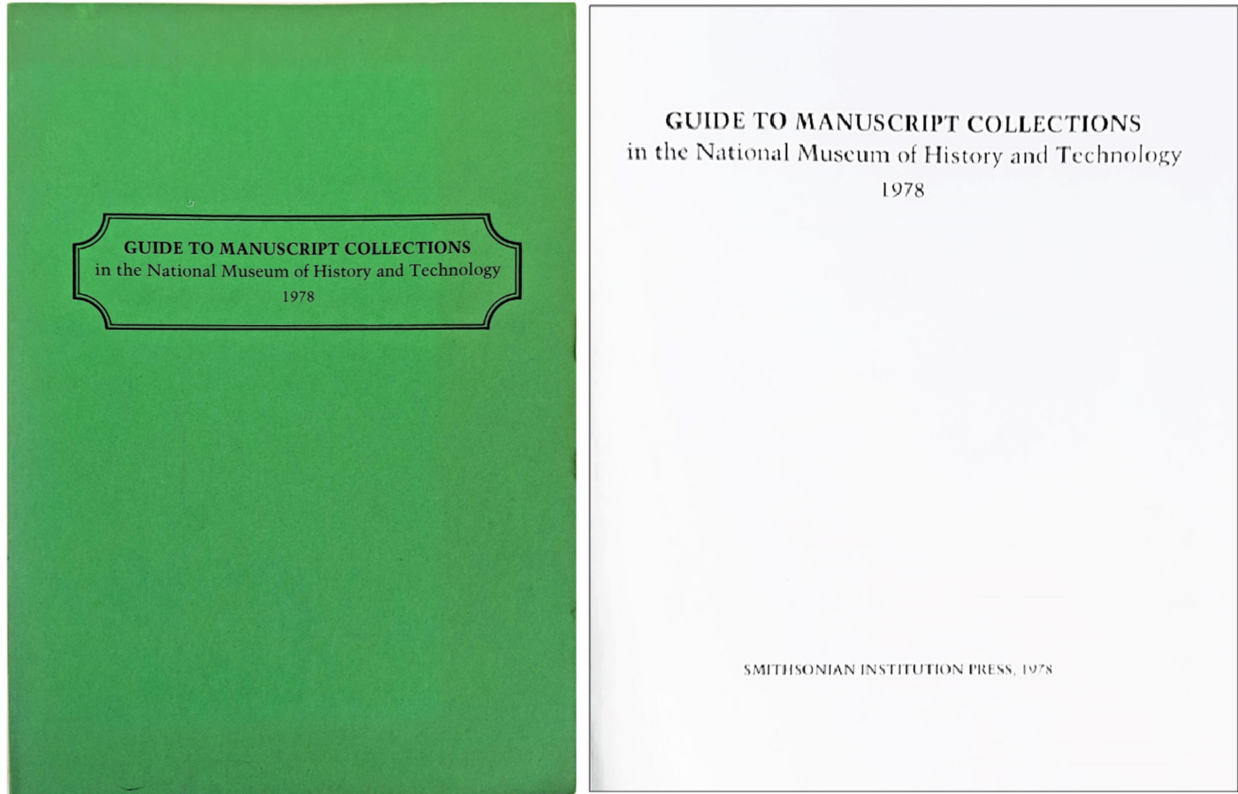 GUIDE TO MANUSCRIPT COLLECTIONS
in the National Museum of History and Technology
1978
GUIDE TO MANUSCRIPT COLLECTIONS
in the National Museum of History and Technology
1978
SMITHSONIAN INSTITUTION PRESS, 1978